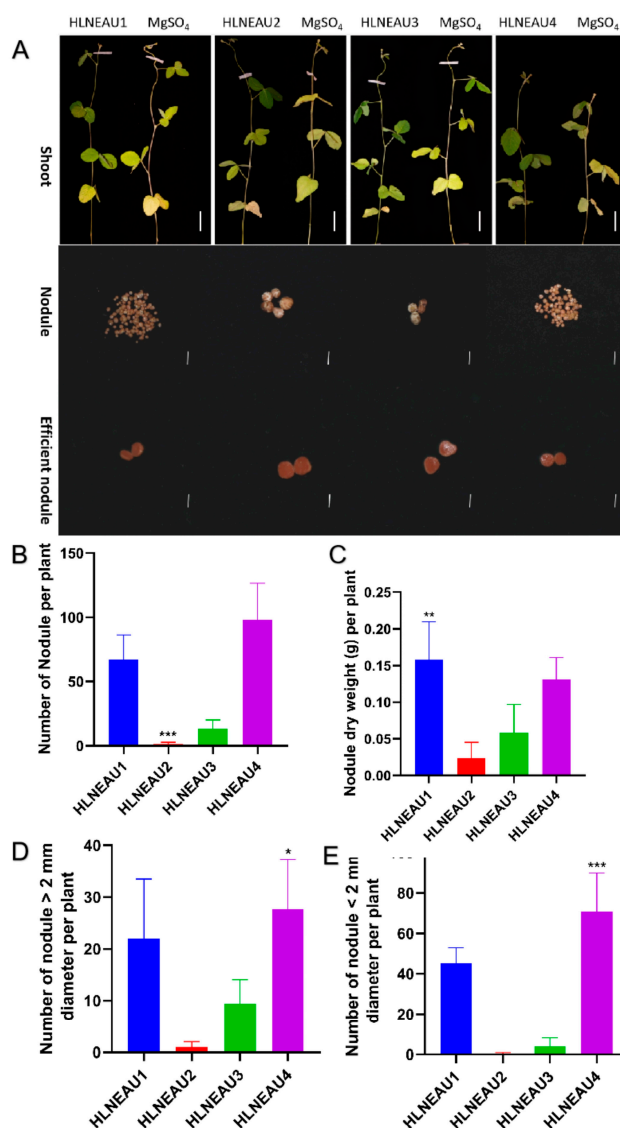 HLNEAU1 MgSO₄ HLNEAU2 MgSO₄ HLNEAU3 MgSO₄ HLNEAU4 MgSO₄
A
Shoot
Nodule
Efficient nodule
B
Number of Nodule per plant
150
100
50
0
***
HLNEAU1 HLNEAU2 HLNEAU3 HLNEAU4
C
Nodule dry weight (g) per plant
0.25
0.20
0.15
0.10
0.05
0.00
**
HLNEAU1 HLNEAU2 HLNEAU3 HLNEAU4
D
Number of nodule > 2 mm
diameter per plant
40
30
20
10
0
*
HLNEAU1 HLNEAU2 HLNEAU3 HLNEAU4
E
Number of nodule < 2 mm
diameter per plant
80
60
40
20
0
***
HLNEAU1 HLNEAU2 HLNEAU3 HLNEAU4